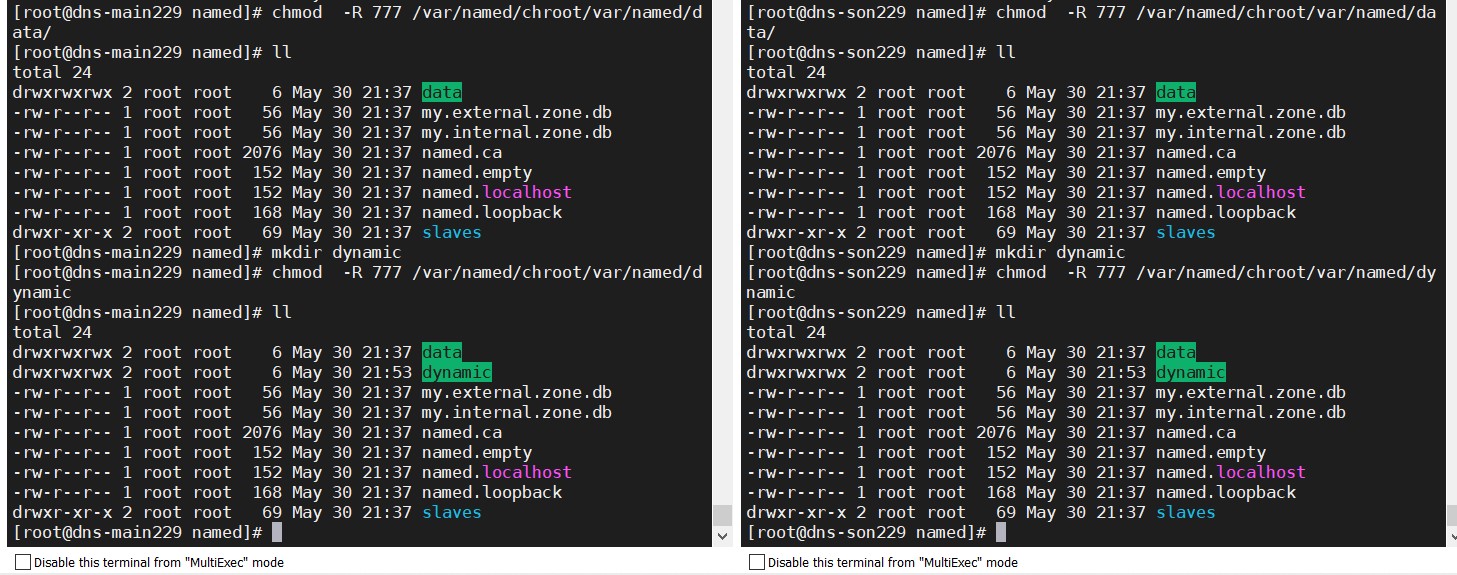 [root@dns-main229 named]# chmod  -R 777 /var/named/chroot/var/named/d
ata/
[root@dns-main229 named]# ll
total 24
drwxrwxrwx 2 root root    6 May 30 21:37 data
-rw-r--r-- 1 root root   56 May 30 21:37 my.external.zone.db
-rw-r--r-- 1 root root   56 May 30 21:37 my.internal.zone.db
-rw-r--r-- 1 root root 2076 May 30 21:37 named.ca
-rw-r--r-- 1 root root  152 May 30 21:37 named.empty
-rw-r--r-- 1 root root  152 May 30 21:37 named.localhost
-rw-r--r-- 1 root root  168 May 30 21:37 named.loopback
drwxr-xr-x 2 root root   69 May 30 21:37 slaves
[root@dns-main229 named]# mkdir dynamic
[root@dns-main229 named]# chmod  -R 777 /var/named/chroot/var/named/d
ynamic
[root@dns-main229 named]# ll
total 24
drwxrwxrwx 2 root root    6 May 30 21:37 data
drwxrwxrwx 2 root root    6 May 30 21:53 dynamic
-rw-r--r-- 1 root root   56 May 30 21:37 my.external.zone.db
-rw-r--r-- 1 root root   56 May 30 21:37 my.internal.zone.db
-rw-r--r-- 1 root root 2076 May 30 21:37 named.ca
-rw-r--r-- 1 root root  152 May 30 21:37 named.empty
-rw-r--r-- 1 root root  152 May 30 21:37 named.localhost
-rw-r--r-- 1 root root  168 May 30 21:37 named.loopback
drwxr-xr-x 2 root root   69 May 30 21:37 slaves
[root@dns-main229 named]#
Disable this terminal from "MultiExec" mode
[root@dns-son229 named]# chmod  -R 777 /var/named/chroot/var/named/da
ta/
[root@dns-son229 named]# ll
total 24
drwxrwxrwx 2 root root    6 May 30 21:37 data
-rw-r--r-- 1 root root   56 May 30 21:37 my.external.zone.db
-rw-r--r-- 1 root root   56 May 30 21:37 my.internal.zone.db
-rw-r--r-- 1 root root 2076 May 30 21:37 named.ca
-rw-r--r-- 1 root root  152 May 30 21:37 named.empty
-rw-r--r-- 1 root root  152 May 30 21:37 named.localhost
-rw-r--r-- 1 root root  168 May 30 21:37 named.loopback
drwxr-xr-x 2 root root   69 May 30 21:37 slaves
[root@dns-son229 named]# mkdir dynamic
[root@dns-son229 named]# chmod  -R 777 /var/named/chroot/var/named/dy
namic
[root@dns-son229 named]# ll
total 24
drwxrwxrwx 2 root root    6 May 30 21:37 data
drwxrwxrwx 2 root root    6 May 30 21:53 dynamic
-rw-r--r-- 1 root root   56 May 30 21:37 my.external.zone.db
-rw-r--r-- 1 root root   56 May 30 21:37 my.internal.zone.db
-rw-r--r-- 1 root root 2076 May 30 21:37 named.ca
-rw-r--r-- 1 root root  152 May 30 21:37 named.empty
-rw-r--r-- 1 root root  152 May 30 21:37 named.localhost
-rw-r--r-- 1 root root  168 May 30 21:37 named.loopback
drwxr-xr-x 2 root root   69 May 30 21:37 slaves
[root@dns-son229 named]#
Disable this terminal from "MultiExec" mode